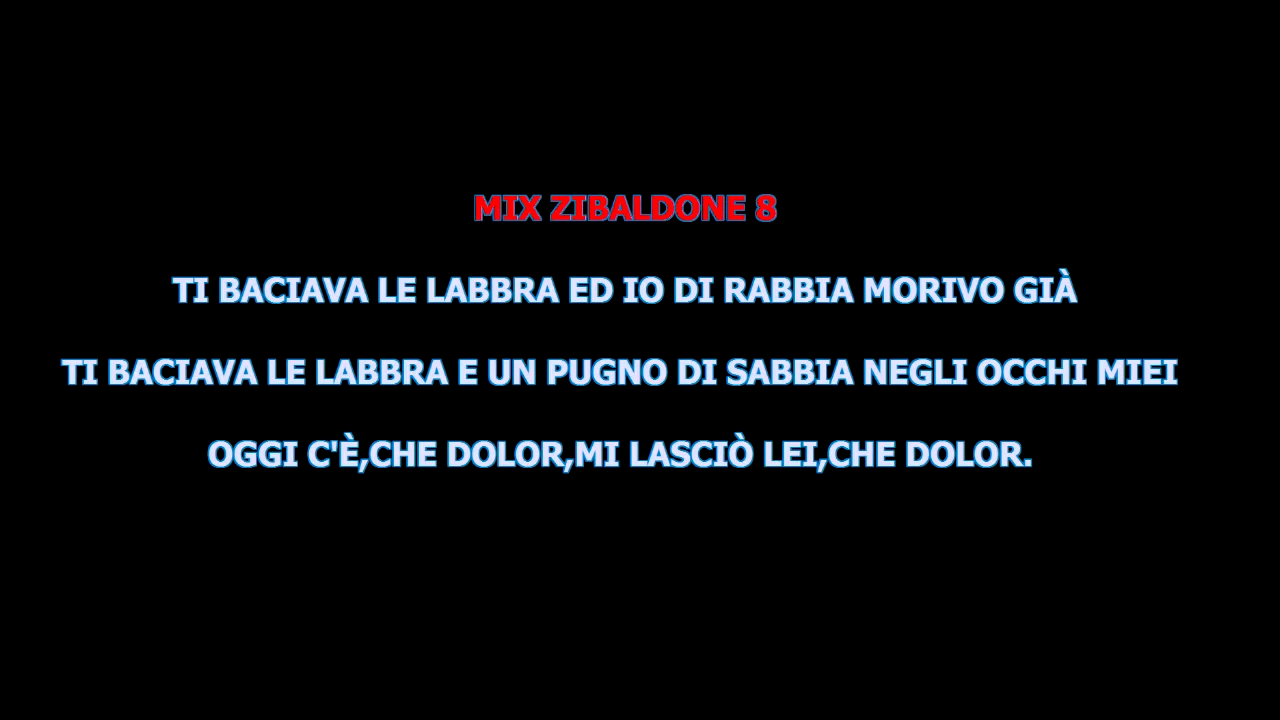 MIX ZIBALDONE 8
TI BACIAVA LE LABBRA ED IO DI RABBIA MORIVO GIÀ
TI BACIAVA LE LABBRA E UN PUGNO DI SABBIA NEGLI OCCHI MIEI
OGGI C'È,CHE DOLOR,MI LASCIÒ LEI,CHE DOLOR.